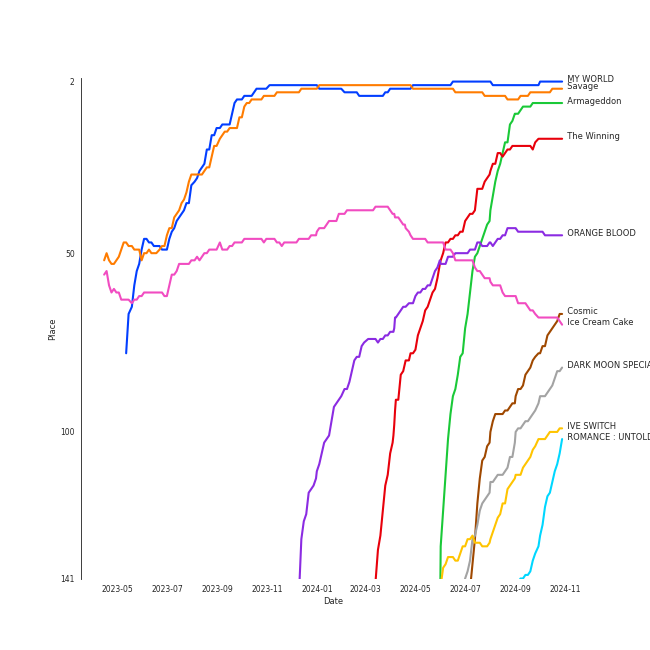 2
MY WORLD
Savage
Armageddon
The Winning
ORANGE BLOOD
50
Cosmic
Place
Ice Cream Cake
DARK MOON SPECIA
100
IVE SWITCH
ROMANCE : UNTOL
141
2023-05 2023-07 2023-09 2023-11 2024-01 2024-03 2024-05 2024-07 2024-09 2024-11
Date